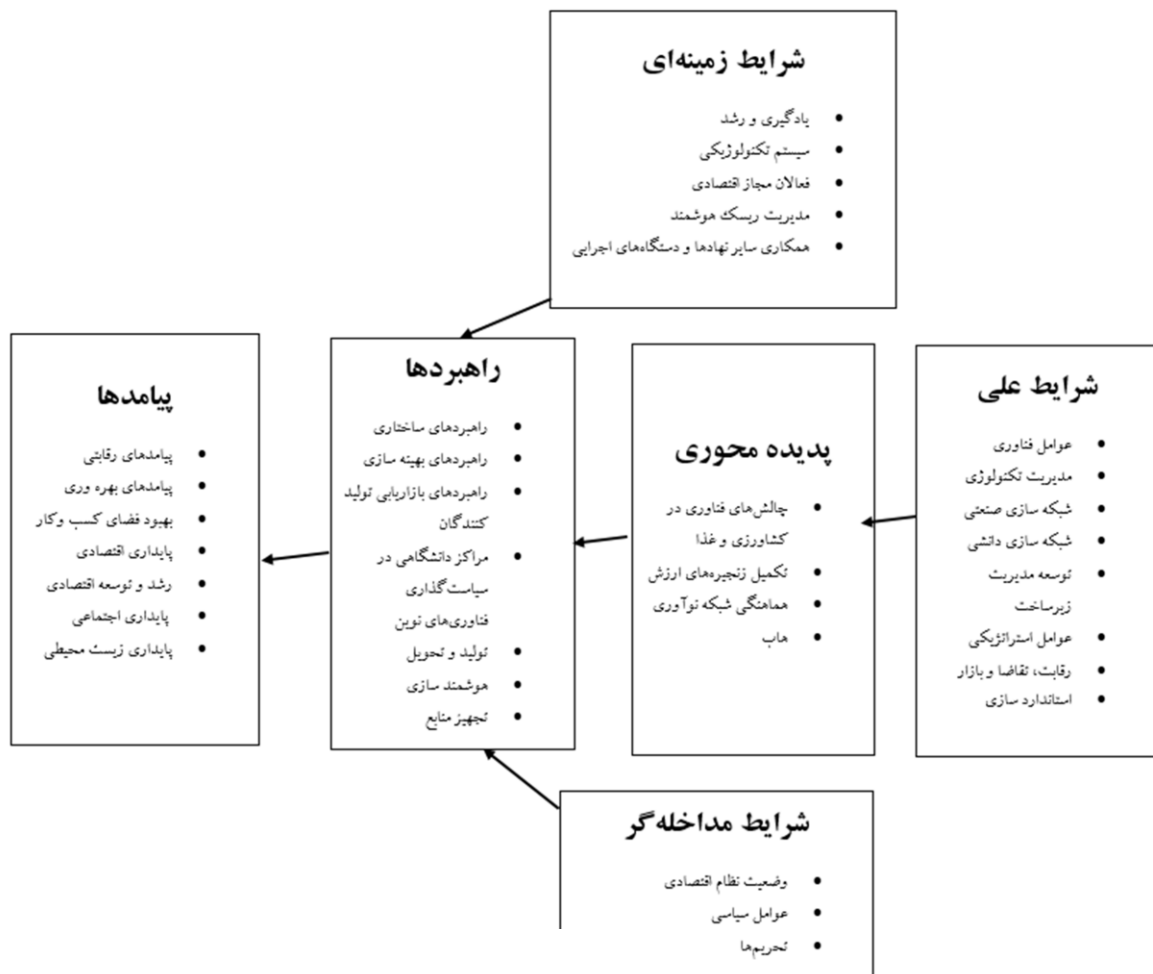 شرایط زمینه‌ای
• یادگیری و رشد
• سیستم تکنولوژیکی
• فعالان مجاز اقتصادی
• مدیریت ریسک هوشمند
• همکاری سایر نهادها و دستگاه‌های اجرایی
شرایط علی
• عوامل فناوری
• مدیریت تکنولوژی
• شبکه سازی صنعتی
• شبکه سازی دانشی
• توسعه مدیریت
زیرساخت
• عوامل استراتژیکی
• رقابت، تقاضا و بازار
• استاندارد سازی
پدیده محوری
• چالش‌های فناوری در
کشاورزی و غذا
• تکمیل زنجیره‌های ارزش
• هماهنگی شبکه نوآوری
• هاب
راهبردها
• راهبردهای ساختاری
• راهبردهای بهینه سازی
• راهبردهای بازاریابی تولید
کنندگان
• مراکز دانشگاهی در
سیاست‌گذاری
فناوری‌های نوین
• تولید و تحویل
• هوشمند سازی
• تجهیز منابع
پیامدها
• پیامدهای رقابتی
• پیامدهای بهره وری
• بهبود فضای کسب وکار
• پایداری اقتصادی
• رشد و توسعه اقتصادی
• پایداری اجتماعی
• پایداری زیست محیطی
شرایط مداخله‌گر
• وضعیت نظام اقتصادی
• عوامل سیاسی
• تحریم‌ها